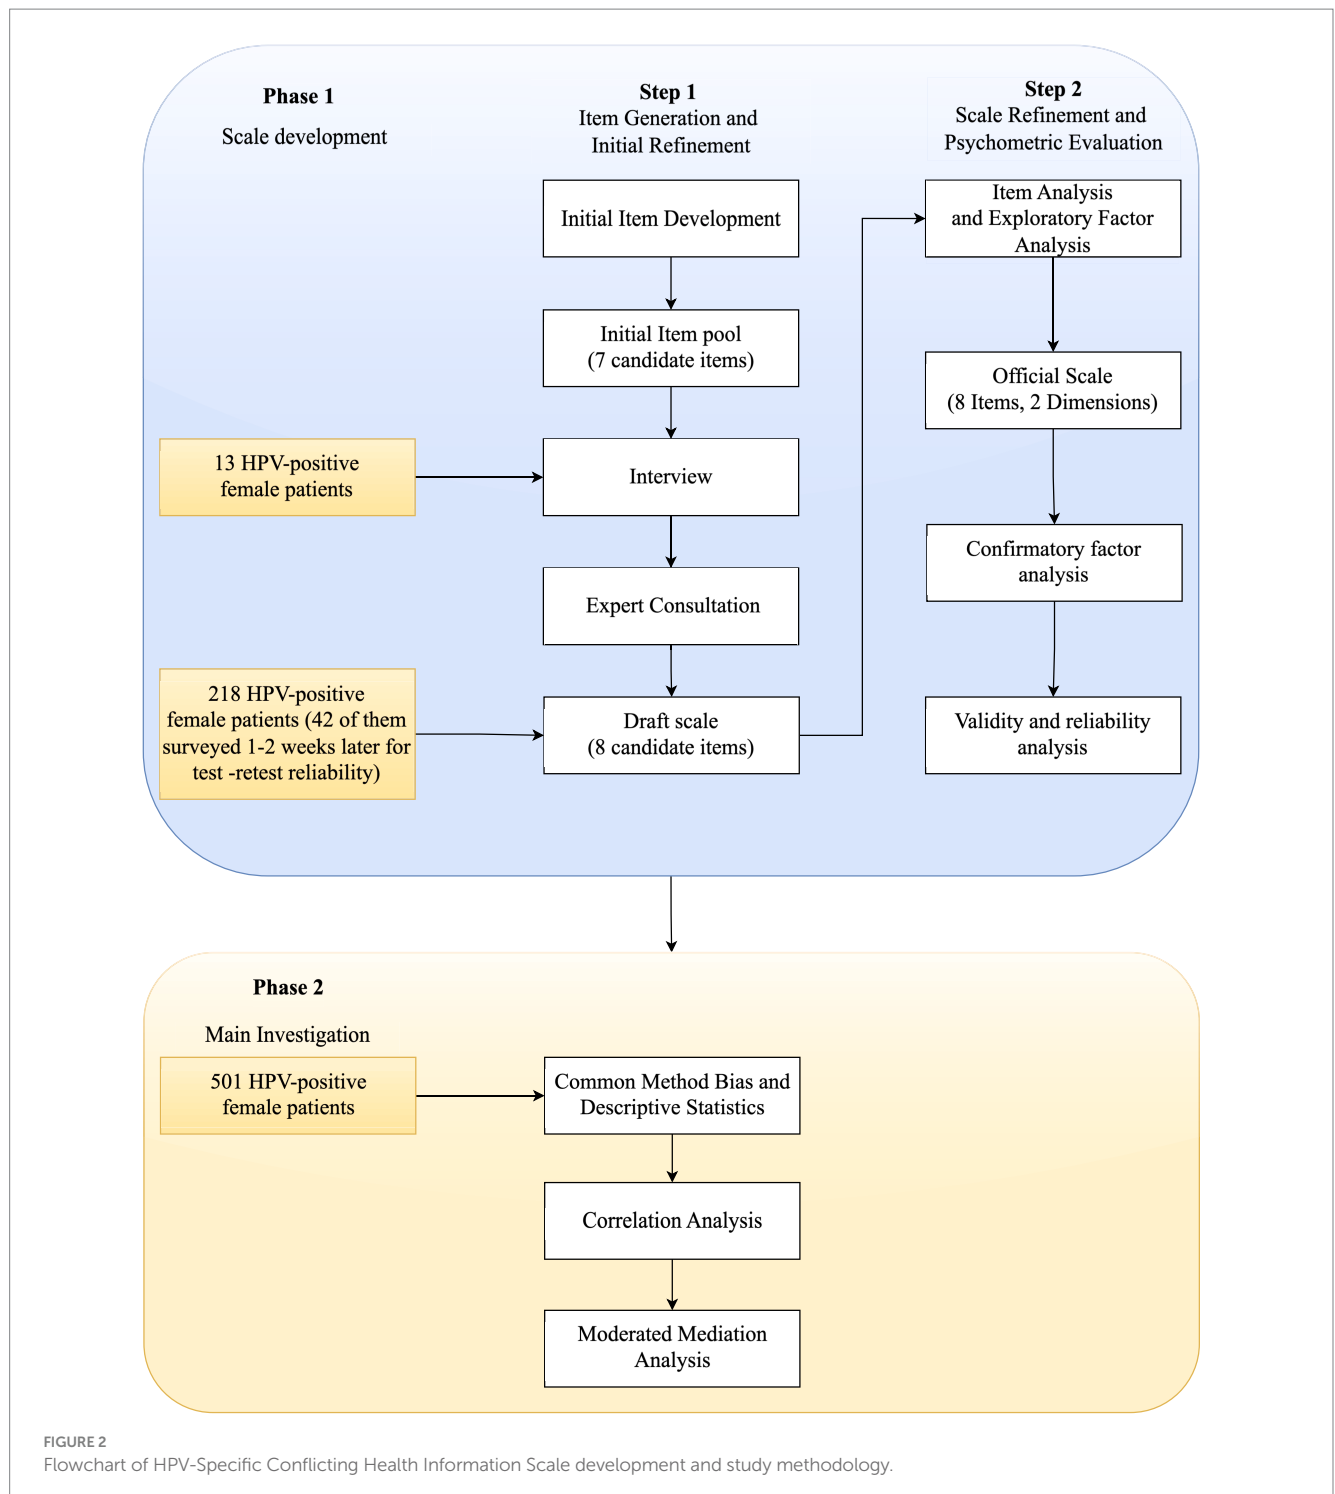 Phase 1
Scale development
Step 1
Item Generation and
Initial Refinement
Step 2
Scale Refinement and
Psychometric Evaluation
Initial Item Development
Initial Item pool
(7 candidate items)
13 HPV-positive
female patients
Interview
Expert Consultation
218 HPV-positive
female patients (42 of them
surveyed 1-2 weeks later for
test -retest reliability)
Draft scale
(8 candidate items)
Item Analysis
and Exploratory Factor
Analysis
Official Scale
(8 Items, 2 Dimensions)
Confirmatory factor
analysis
Validity and reliability
analysis
Phase 2
Main Investigation
501 HPV-positive
female patients
Common Method Bias and
Descriptive Statistics
Correlation Analysis
Moderated Mediation
Analysis
FIGURE 2
Flowchart of HPV-Specific Conflicting Health Information Scale development and study methodology.